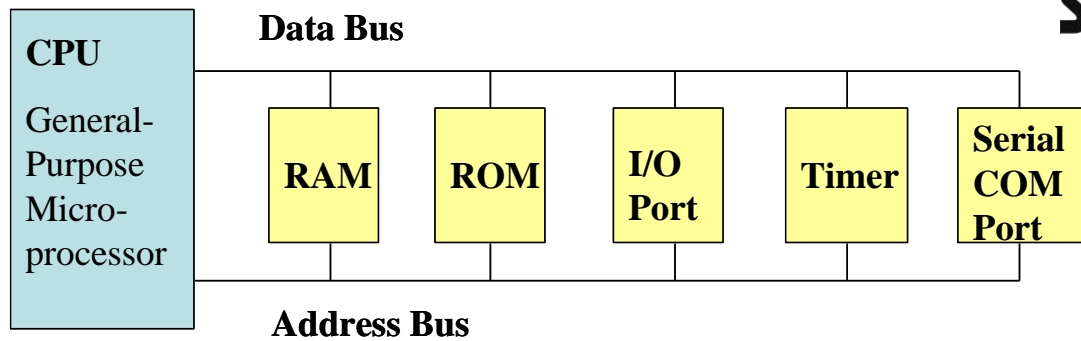 Data Bus
CPU
General-
Purpose
Micro-
processor
RAM
ROM
I/O
Port
Timer
Serial
COM
Port
Address Bus